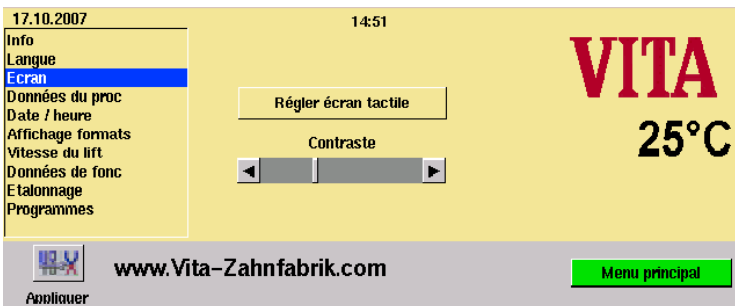 17.10.2007
14:51
Info
Langue
Ecran
Données du proc
Date / heure
Affichage formats
Vitesse du lift
Données de fonc
Etalonnage
Programmes
Régler écran tactile
Contraste
VITA
25°C
www.Vita-Zahnfabrik.com
Appliquer
Menu principal